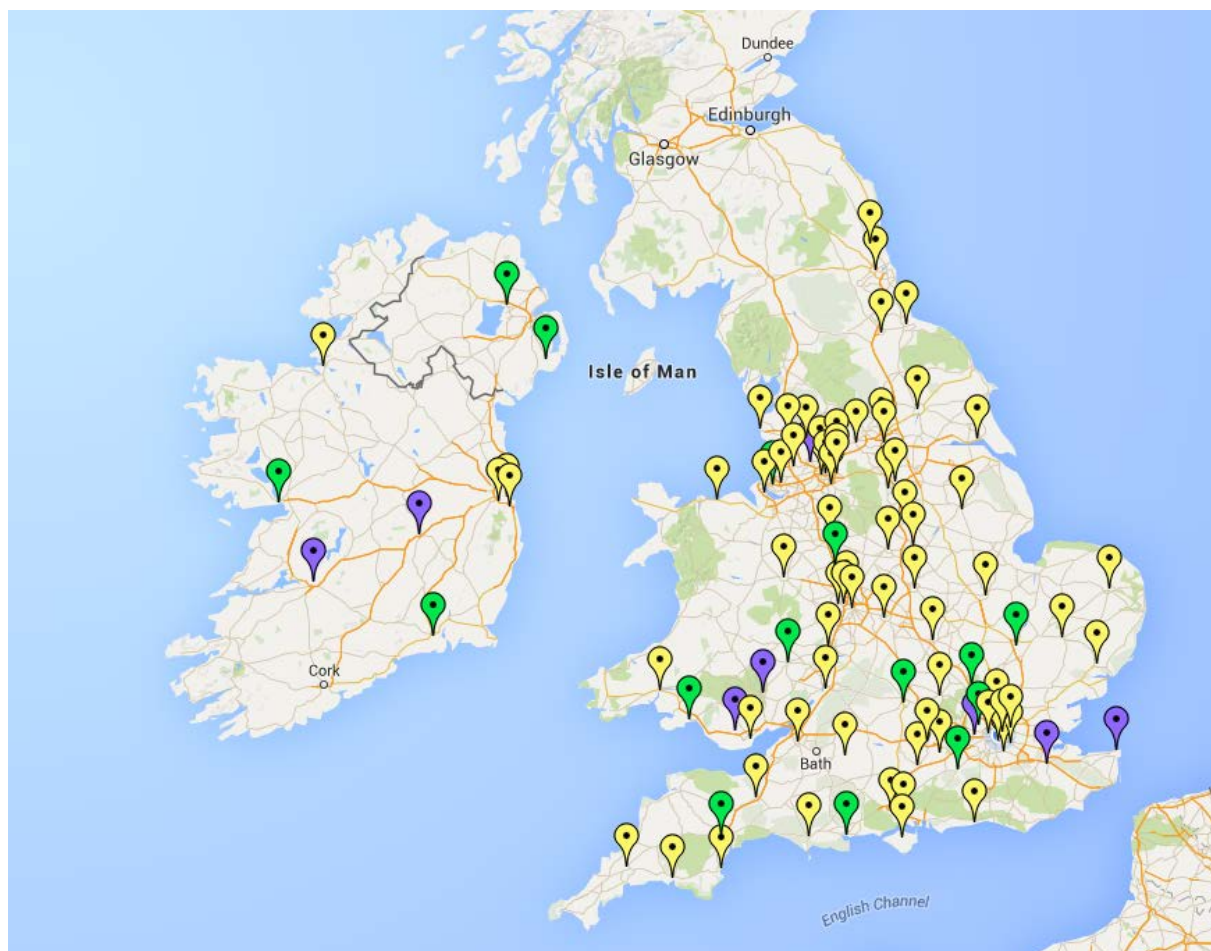 Dundee
Edinburgh
Glasgow
Isle of Man
Cork
Bath
English Channel